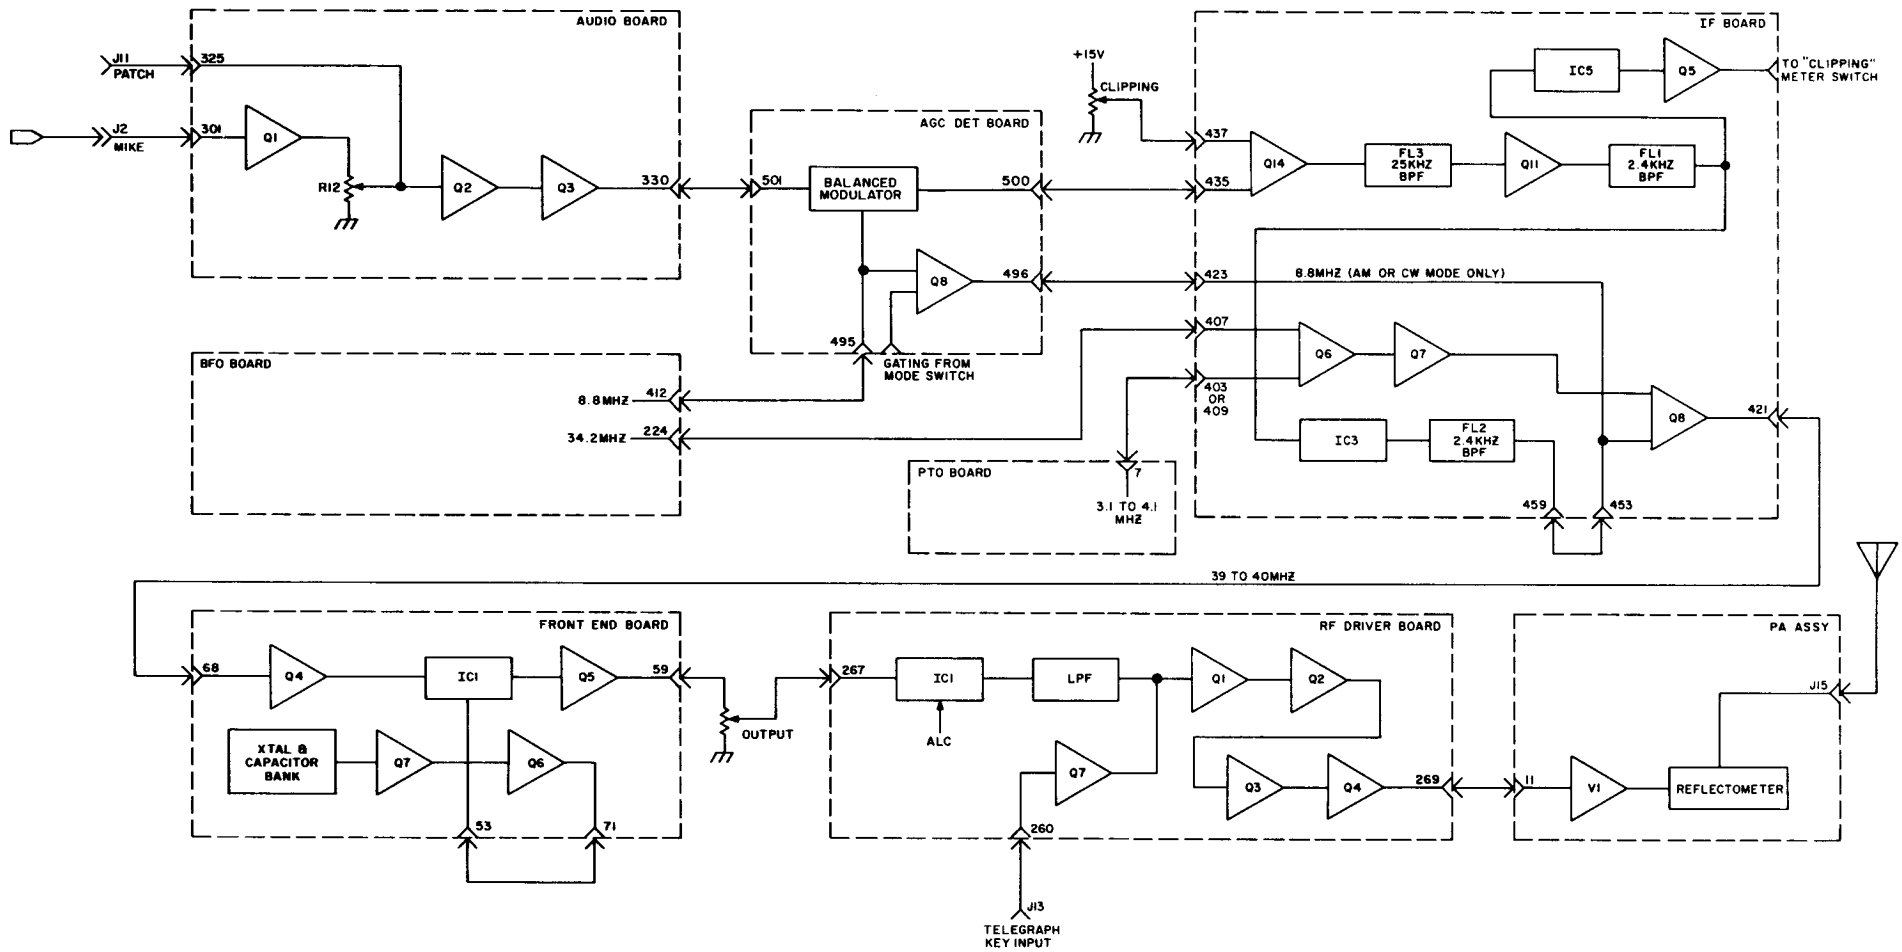 AUDIO BOARD
J11
PATCH
325
J2
MIKE
301
Q1
R12
Q2
Q3
330
AGC DET BOARD
501
BALANCED
MODULATOR
500
Q8
496
495
GATING FROM
MODE SWITCH
BFO BOARD
8.8MHZ
412
34.2MHZ
224
PTO BOARD
7
3.1 TO 4.1
MHZ
+15V
CLIPPING
IF BOARD
IC5
Q5
TO "CLIPPING"
METER SWITCH
437
435
Q14
FL3
25KHZ
BPF
Q11
FL1
2.4KHZ
BPF
423
8.8MHZ (AM OR CW MODE ONLY)
407
403
OR
409
Q6
Q7
Q8
421
IC3
FL2
2.4KHZ
BPF
459
453
39 TO 40MHZ
FRONT END BOARD
68
Q4
IC1
Q5
59
XTAL &
CAPACITOR
BANK
Q7
Q6
53
71
OUTPUT
RF DRIVER BOARD
267
IC1
ALC
LPF
Q1
Q2
Q7
Q3
Q4
269
260
J13
TELEGRAPH
KEY INPUT
PA ASSY
J15
11
V1
REFLECTOMETER